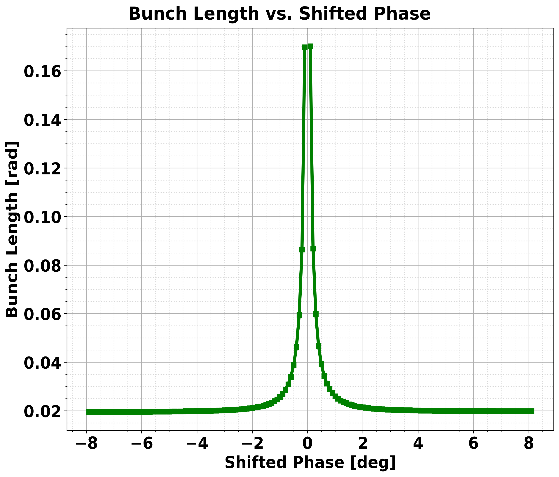 Bunch Length vs. Shifted Phase
Bunch Length [rad]
0.16
0.14
0.12
0.10
0.08
0.06
0.04
0.02
−8 −6 −4 −2 0 2 4 6 8
Shifted Phase [deg]